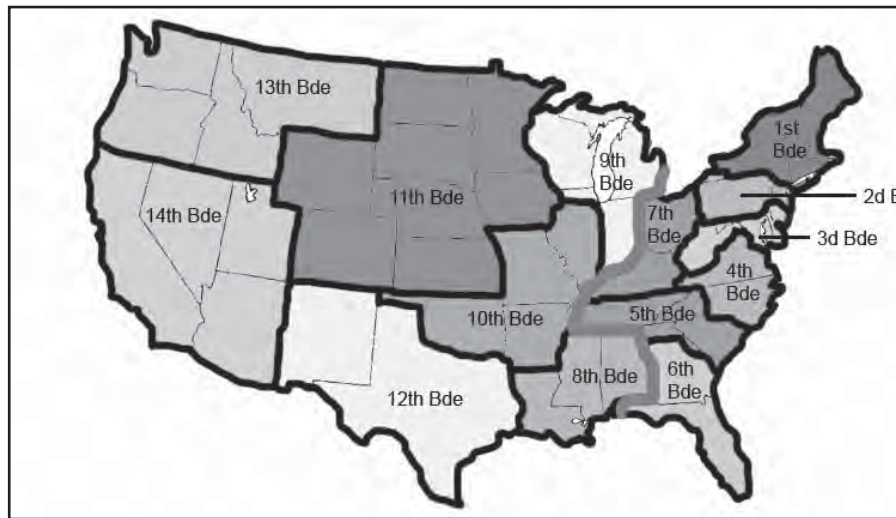 13th Bde
1st
Bde
9th
Bde
11th Bde
14th Bde
7th
Bde
2d B
3d Bde
4th
Bde
10th Bde
5th Bde
8th Bde
6th
Bde
12th Bde